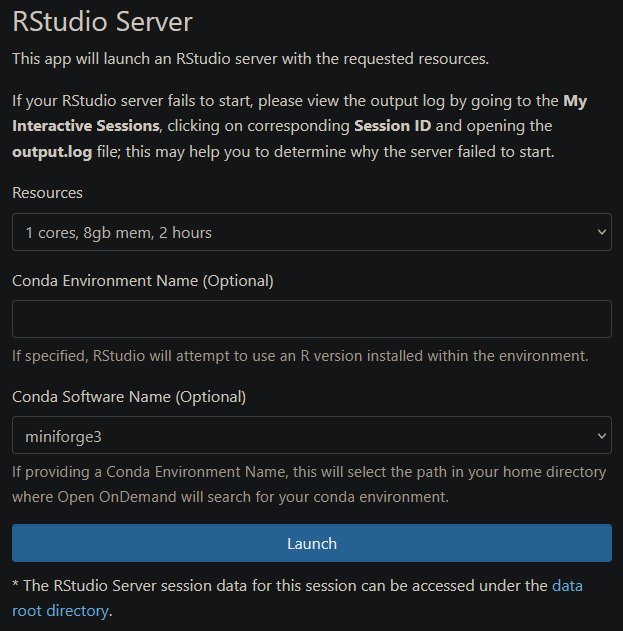 RStudio Server
This app will launch an RStudio server with the requested resources.
If your RStudio server fails to start, please view the output log by going to the My
Interactive Sessions, clicking on corresponding Session ID and opening the
output.log file; this may help you to determine why the server failed to start.
Resources
1 cores, 8gb mem, 2 hours
Conda Environment Name (Optional)
If specified, RStudio will attempt to use an R version installed within the environment.
Conda Software Name (Optional)
miniforge3
If providing a Conda Environment Name, this will select the path in your home directory
where Open OnDemand will search for your conda environment.
Launch
* The RStudio Server session data for this session can be accessed under the data
root directory.